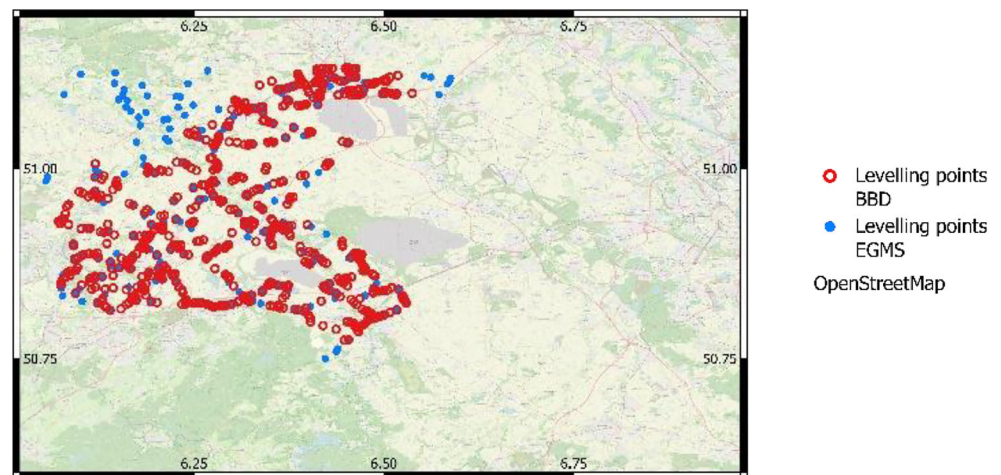 6.25 6.50 6.75
51.00 51.00
Levelling points
BBD
Levelling points
EGMS
OpenStreetMap
50.75 50.75
6.25 6.50 6.75